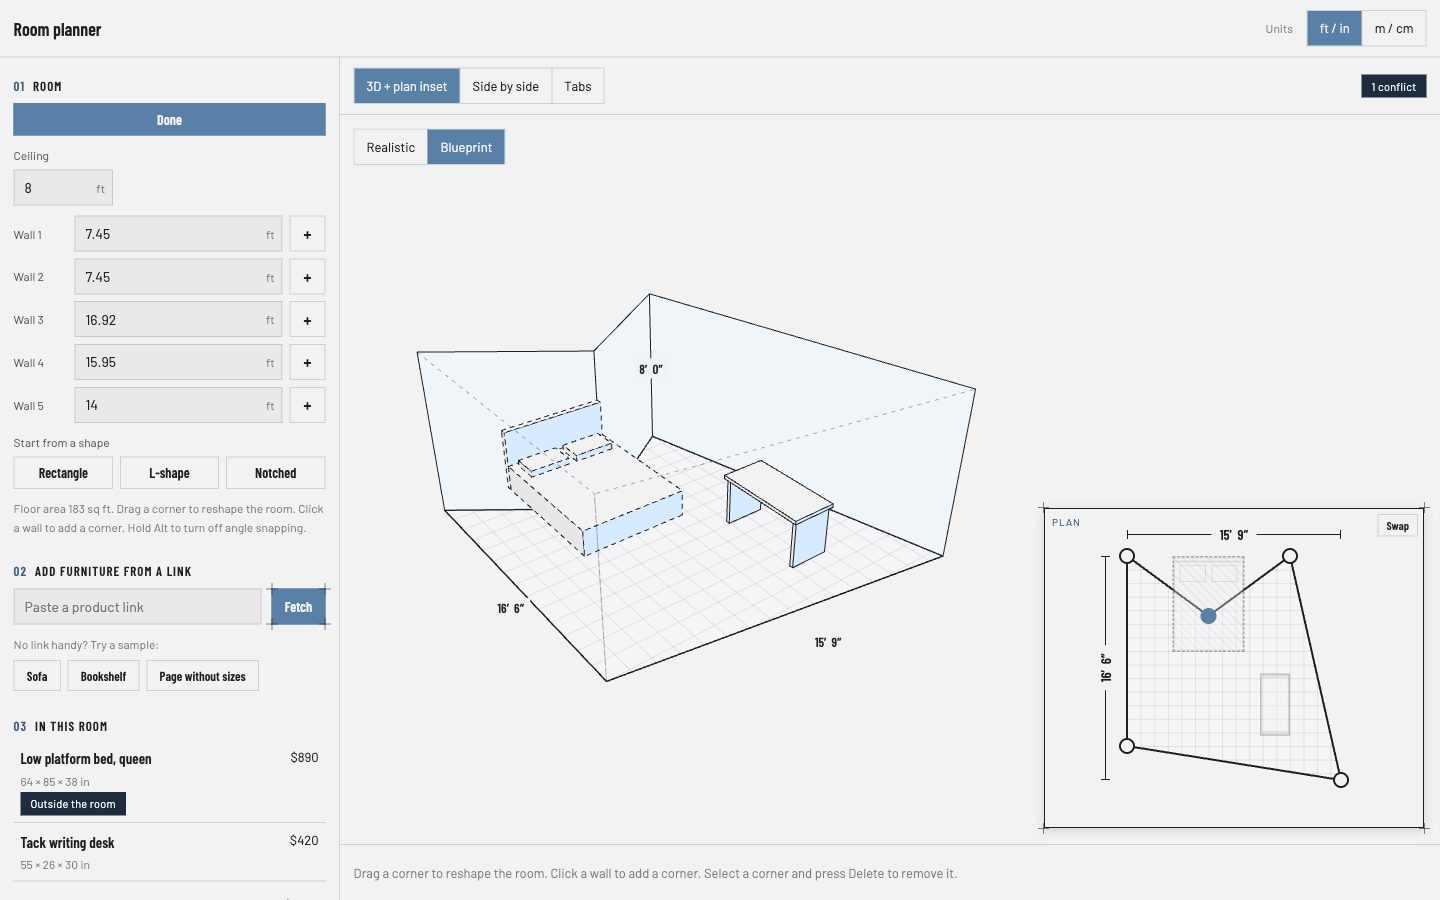 Room planner
Units
ft / in
m / cm
01 ROOM
Done
Ceiling
8 ft
Wall 1 7.45 ft +
Wall 2 7.45 ft +
Wall 3 16.92 ft +
Wall 4 15.95 ft +
Wall 5 14 ft +
Start from a shape
Rectangle
L-shape
Notched
Floor area 183 sq ft. Drag a corner to reshape the room. Click
a wall to add a corner. Hold Alt to turn off angle snapping.
02 ADD FURNITURE FROM A LINK
Paste a product link
Fetch
No link handy? Try a sample:
Sofa
Bookshelf
Page without sizes
03 IN THIS ROOM
Low platform bed, queen $890
64 × 85 × 38 in
Outside the room
Tack writing desk $420
55 × 26 × 30 in
3D + plan inset
Side by side
Tabs
1 conflict
Realistic
Blueprint
8′ 0″
16′ 6″
15′ 9″
PLAN
Swap
15′ 9″
16′ 6″
Drag a corner to reshape the room. Click a wall to add a corner. Select a corner and press Delete to remove it.